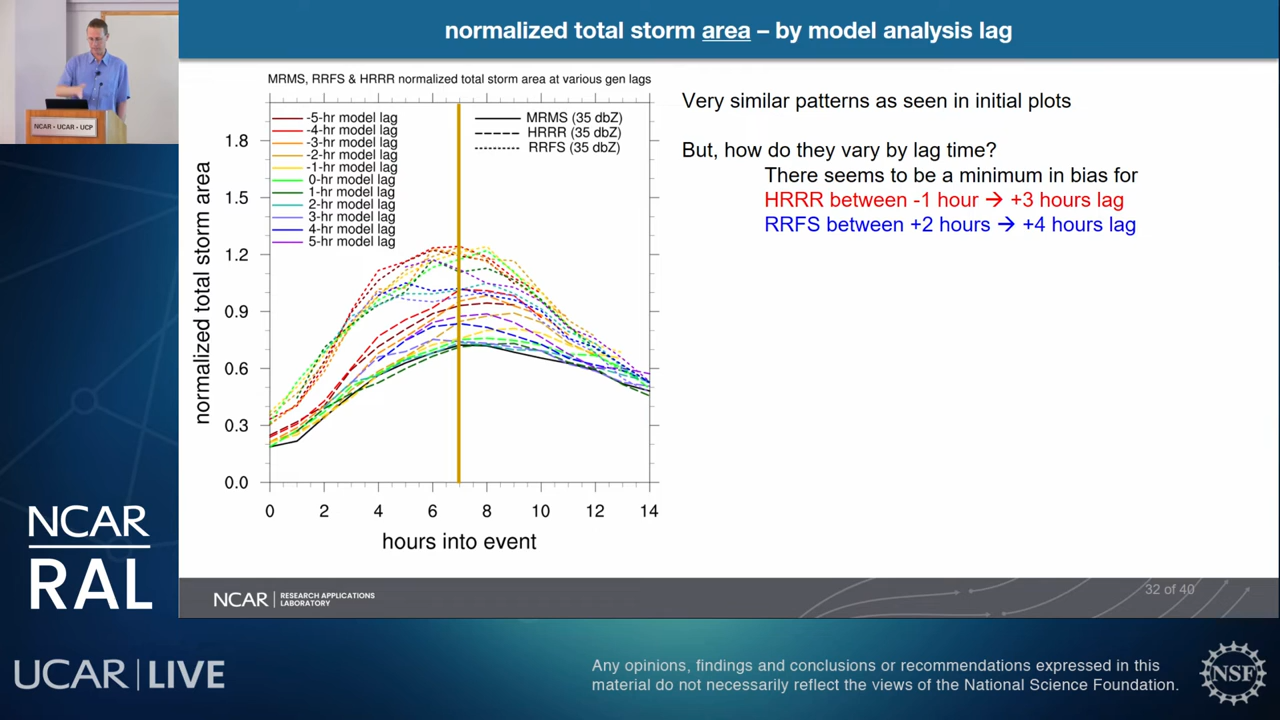 normalized total storm area – by model analysis lag
NCAR • UCAR • UCP
MRMS, RRFS & HRRR normalized total storm area at various gen lags
-5-hr model lag
-4-hr model lag
-3-hr model lag
-2-hr model lag
-1-hr model lag
0-hr model lag
1-hr model lag
2-hr model lag
3-hr model lag
4-hr model lag
5-hr model lag
MRMS (35 dbZ)
HRRR (35 dbZ)
RRFS (35 dbZ)
1.8
1.5
1.2
0.9
0.6
0.3
0.0
normalized total storm area
0 2 4 6 8 10 12 14
hours into event
Very similar patterns as seen in initial plots
But, how do they vary by lag time?
There seems to be a minimum in bias for
HRRR between -1 hour → +3 hours lag
RRFS between +2 hours → +4 hours lag
NCAR
RAL
NCAR | RESEARCH APPLICATIONS
LABORATORY
32 of 40
UCAR | LIVE
Any opinions, findings and conclusions or recommendations expressed in this
material do not necessarily reflect the views of the National Science Foundation.
NSF